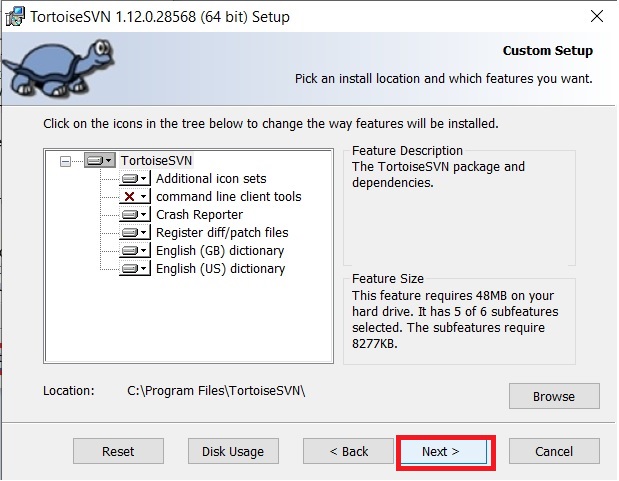 TortoiseSVN 1.12.0.28568 (64 bit) Setup
Custom Setup
Pick an install location and which features you want.
Click on the icons in the tree below to change the way features will be installed.
TortoiseSVN
Additional icon sets
command line client tools
Crash Reporter
Register diff/patch files
English (GB) dictionary
English (US) dictionary
Feature Description
The TortoiseSVN package and
dependencies.
Feature Size
This feature requires 48MB on your
hard drive. It has 5 of 6 subfeatures
selected. The subfeatures require
8277KB.
Location: C:\Program Files\TortoiseSVN\
Browse
Reset Disk Usage < Back Next > Cancel